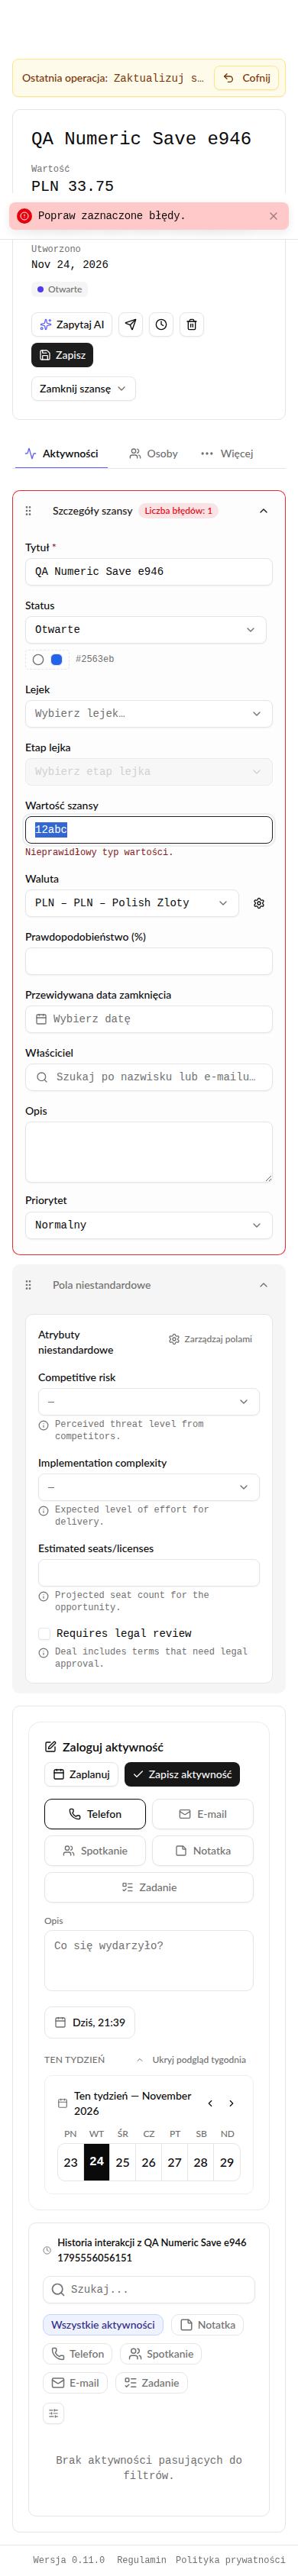 Ostatnia operacja: Zaktualizuj s…
Cofnij
QA Numeric Save e946
Wartość
PLN 33.75
Popraw zaznaczone błędy.
Utworzono
Nov 24, 2026
Otwarte
Zapytaj AI
Zapisz
Zamknij szansę
Aktywności
Osoby
Więcej
Szczegóły szansy
Liczba błędów: 1
Tytuł *
QA Numeric Save e946
Status
Otwarte
#2563eb
Lejek
Wybierz lejek…
Etap lejka
Wybierz etap lejka
Wartość szansy
12abc
Nieprawidłowy typ wartości.
Waluta
PLN – PLN – Polish Zloty
Prawdopodobieństwo (%)
Przewidywana data zamknięcia
Wybierz datę
Właściciel
Szukaj po nazwisku lub e-mailu…
Opis
Priorytet
Normalny
Pola niestandardowe
Atrybuty
niestandardowe
Zarządzaj polami
Competitive risk
—
Perceived threat level from
competitors.
Implementation complexity
—
Expected level of effort for
delivery.
Estimated seats/licenses
Projected seat count for the
opportunity.
Requires legal review
Deal includes terms that need legal
approval.
Zaloguj aktywność
Zaplanuj
Zapisz aktywność
Telefon
E-mail
Spotkanie
Notatka
Zadanie
Opis
Co się wydarzyło?
Dziś, 21:39
TEN TYDZIEŃ
Ukryj podgląd tygodnia
Ten tydzień — November
2026
PN WT ŚR CZ PT SB ND
23 24 25 26 27 28 29
Historia interakcji z QA Numeric Save e946
1795556056151
Szukaj...
Wszystkie aktywności
Notatka
Telefon
Spotkanie
E-mail
Zadanie
Brak aktywności pasujących do
filtrów.
Wersja 0.11.0 Regulamin Polityka prywatności